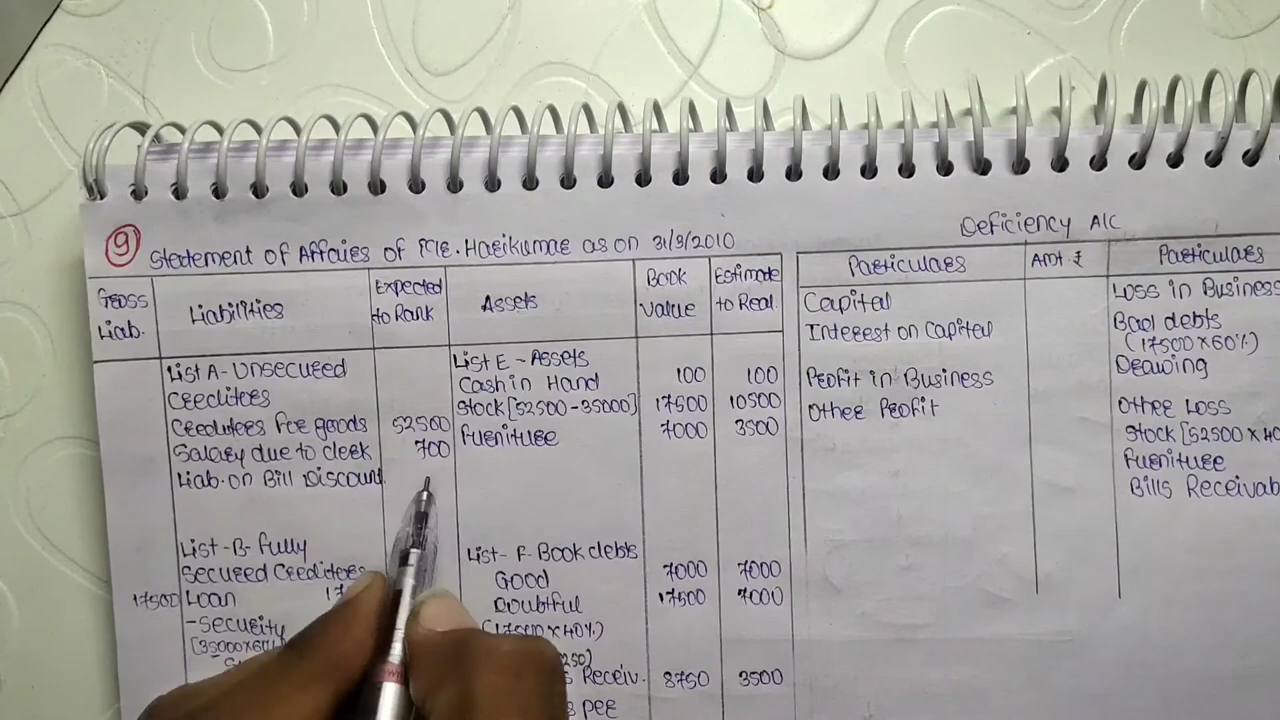 9
Statement of Affairs of Mr. Harikumar as on 31/3/2010
Gross
Liab.
Liabilities
Expected
to Rank
Assets
Book
Value
Estimate
to Real.
List A - Unsecured
Creditors
Creditors for goods 52500
Salary due to clerk 700
Liab. on Bill Discount
List - B - fully
Secured Creditors
17500 Loan
- Security
[35000x60%
List E - Assets
Cash in Hand 100 100
Stock [52500 - 35000] 17500 10500
Furniture 7000 3500
List - F - Book debts
Good 7000 7000
Doubtful 17500 7000
(17500 x 40%)
Receiv. 8750 3500
per
Deficiency A/C
Particulars Amt ₹ Particulars
Capital
Interest on Capital
Profit in Business
Other Profit
Loss in Business
Bad debts
(17500 x 60%)
Drawing
Other Loss
Stock [52500 x 40
Furniture
Bills Receivab